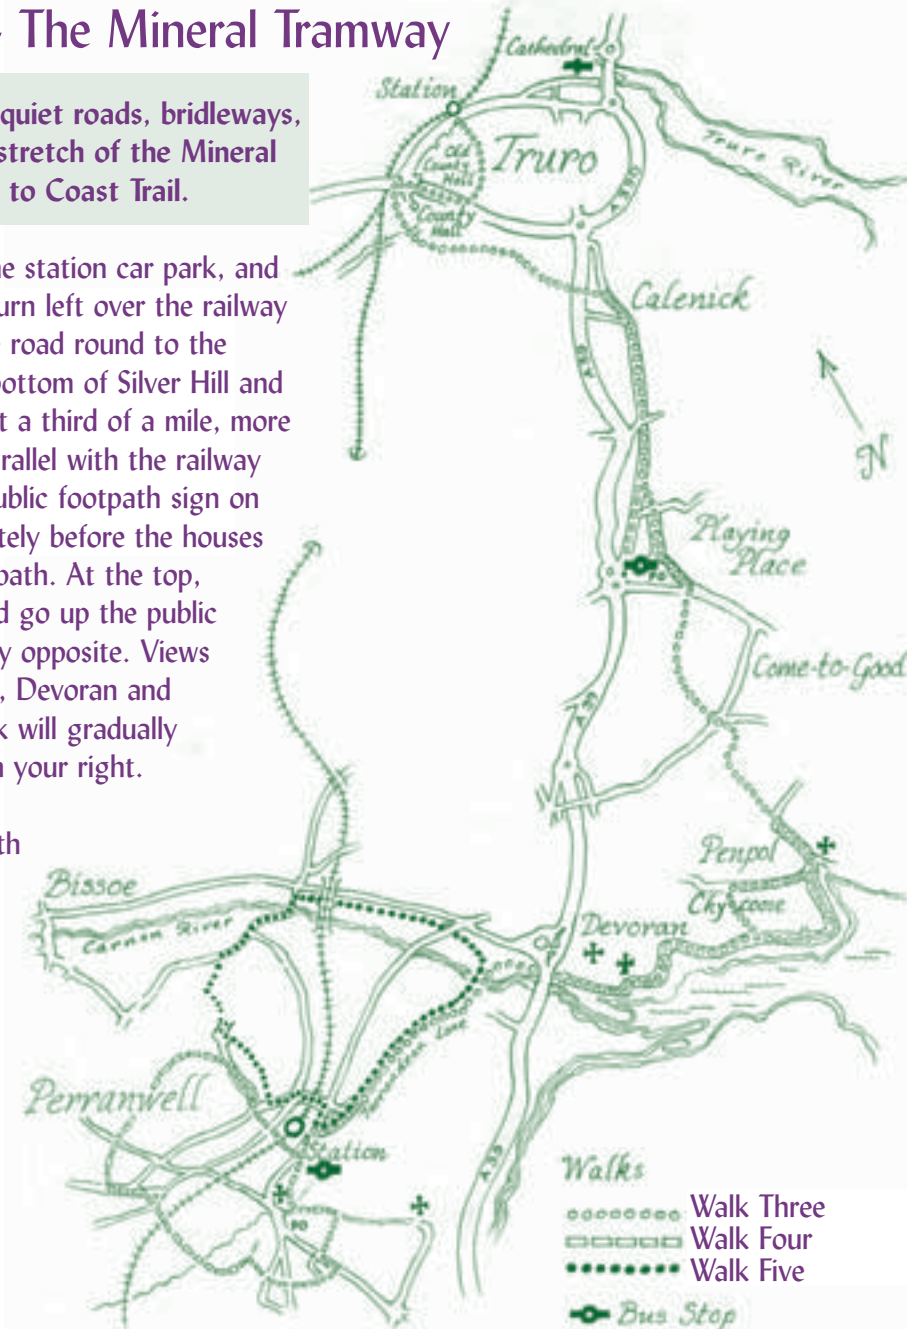 The Mineral Tramway
quiet roads, bridleways,
stretch of the Mineral
to Coast Trail.
ne station car park, and
urn left over the railway
road round to the
bottom of Silver Hill and
t a third of a mile, more
rallel with the railway
ublic footpath sign on
tely before the houses
path. At the top,
d go up the public
y opposite. Views
, Devoran and
k will gradually
n your right.
th
Cathedral
Station
Old
County
Hall
Truro
Truro River
A390
County
Hall
Calenick
A39
N
Playing
Place
PO
Come-to-Good
A39
Penpol
Chycoose
Bissoe
Carnon River
Devoran
Lane
Perranwell
Station
A39
PO
Walks
Walk Three
Walk Four
Walk Five
Bus Stop